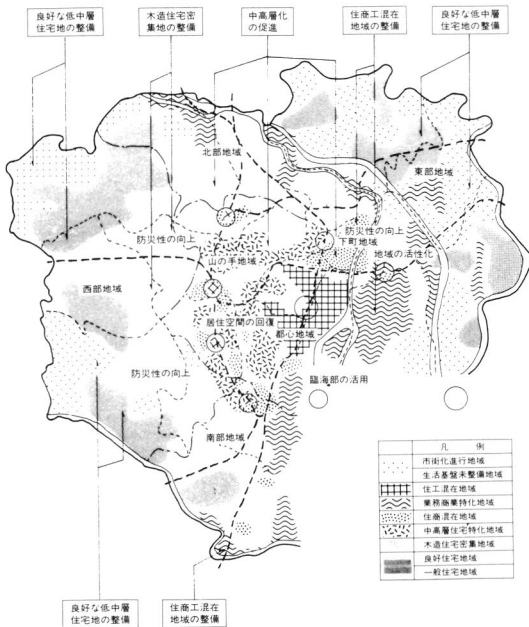 良好な低中層
住宅地の整備
木造住宅密
集地の整備
中高層化
の促進
住商工混在
地域の整備
良好な低中層
住宅地の整備
北部地域
東部地域
防災性の向上
防災性の向上
下町地域
山の手地域
地域の活性化
西部地域
居住空間の回復
都心地域
防災性の向上
臨海部の活用
南部地域
凡 例
市街化進行地域
生活基盤未整備地域
住工混在地域
業務商業特化地域
住商混在地域
中高層住宅特化地域
木造住宅密集地域
良好住宅地域
一般住宅地域
良好な低中層
住宅地の整備
住商工混在
地域の整備